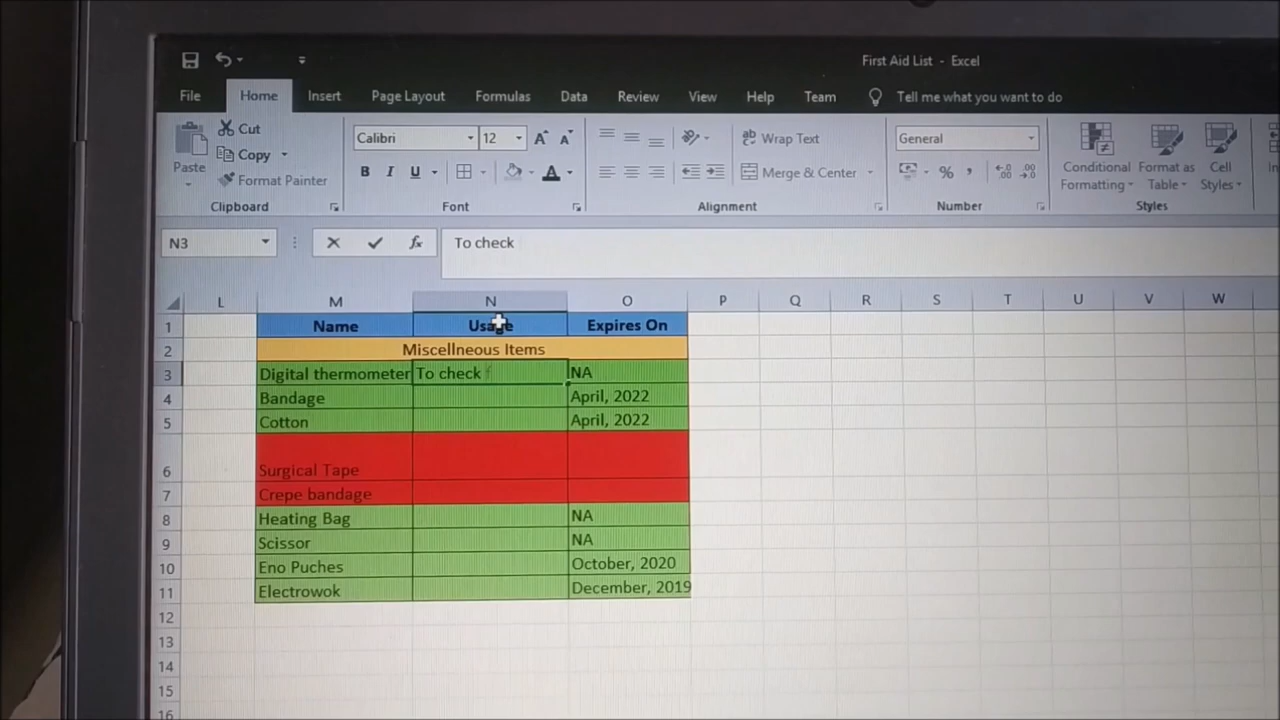 First Aid List - Excel
File Home Insert Page Layout Formulas Data Review View Help Team Tell me what you want to do
Paste Cut Copy Format Painter Clipboard
Calibri 12 A A B I U A Font
ab Wrap Text Merge & Center Alignment
General % , .0 .00 Number
Conditional Formatting Format as Table Cell Styles Styles
N3 fx To check
L M N O P Q R S T U V W
1 Name Usage Expires On
2 Miscellneous Items
3 Digital thermometer To check f NA
4 Bandage April, 2022
5 Cotton April, 2022
6 Surgical Tape
7 Crepe bandage
8 Heating Bag NA
9 Scissor NA
10 Eno Puches October, 2020
11 Electrowok December, 2019
12
13
14
15
16